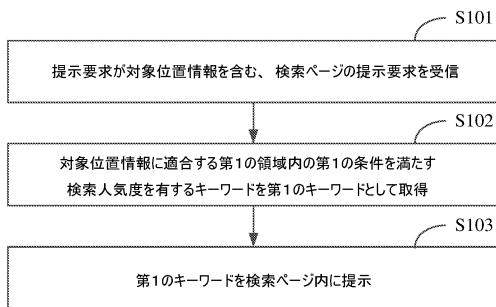 S101
提示要求が対象位置情報を含む、検索ページの提示要求を受信
S102
対象位置情報に適合する第1の領域内の第1の条件を満たす
検索人気度を有するキーワードを第1のキーワードとして取得
S103
第1のキーワードを検索ページ内に提示